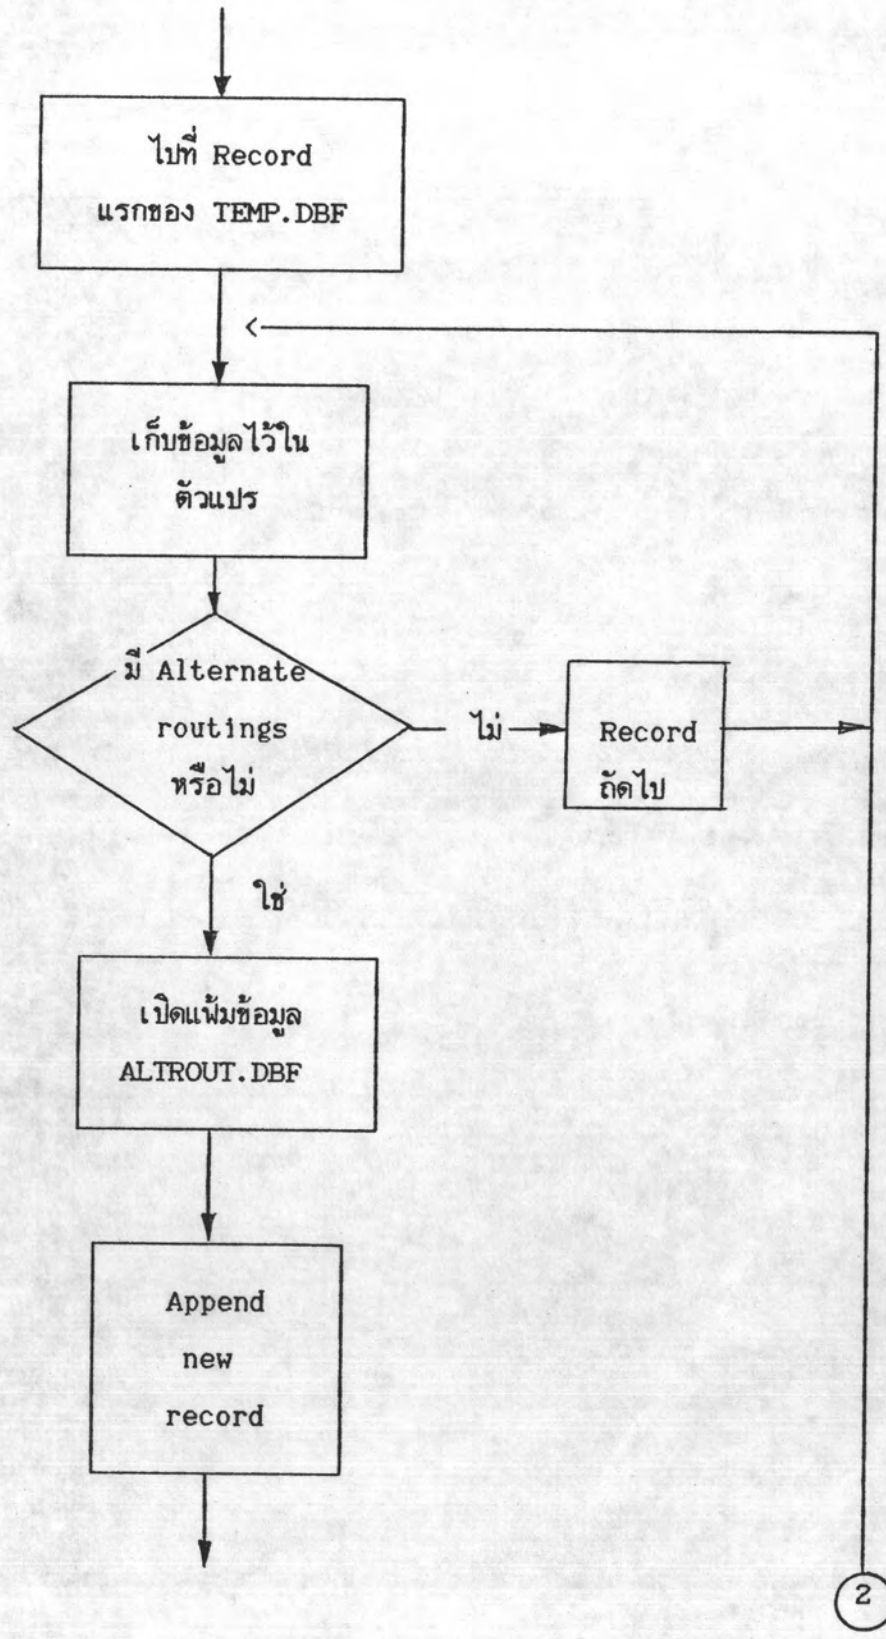 ไปที่ Record
แรกของ TEMP.DBF
เก็บข้อมูลไว้ใน
ตัวแปร
มี Alternate
routings
หรือไม่
ไม่
Record
ถัดไป
ใช่
เปิดแฟ้มข้อมูล
ALTROUT.DBF
Append
new
record
2